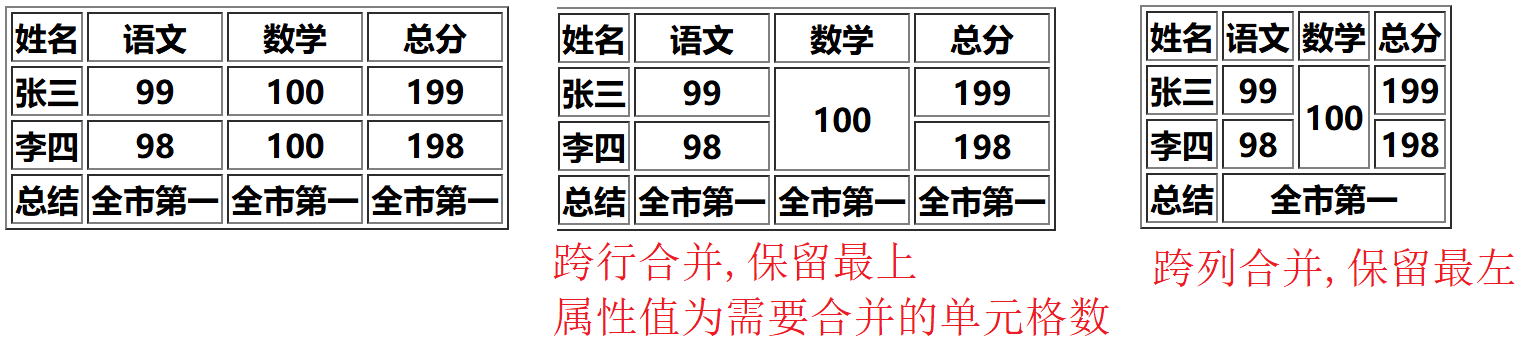 姓名 语文 数学 总分
张三 99 100 199
李四 98 100 198
总结 全市第一 全市第一 全市第一
姓名 语文 数学 总分
张三 99 100 199
李四 98 198
总结 全市第一 全市第一 全市第一
跨行合并,保留最上
属性值为需要合并的单元格数
姓名 语文 数学 总分
张三 99 100 199
李四 98 198
总结 全市第一
跨列合并,保留最左